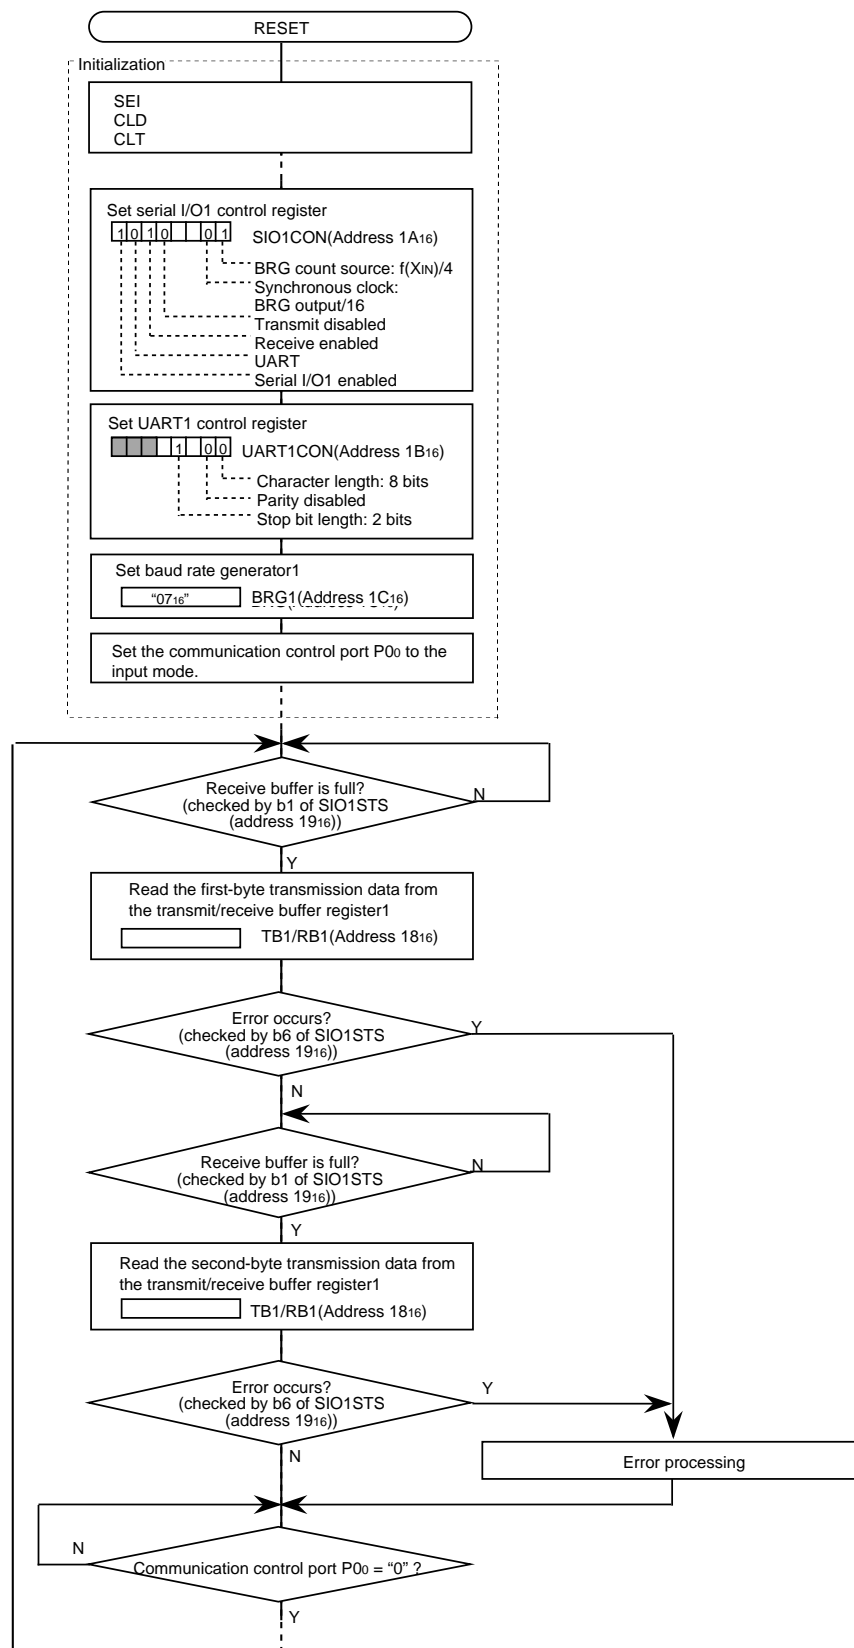 RESET
Initialization
SEI
CLD
CLT
Set serial I/O1 control register
1 0 1 0 0 1 SIO1CON(Address 1A16)
BRG count source: f(XIN)/4
Synchronous clock:
BRG output/16
Transmit disabled
Receive enabled
UART
Serial I/O1 enabled
Set UART1 control register
1 0 0 UART1CON(Address 1B16)
Character length: 8 bits
Parity disabled
Stop bit length: 2 bits
Set baud rate generator1
“0716” BRG1(Address 1C16)
Set the communication control port P00 to the
input mode.
Receive buffer is full?
(checked by b1 of SIO1STS
(address 1916))
N
Y
Read the first-byte transmission data from
the transmit/receive buffer register1
TB1/RB1(Address 1816)
Error occurs?
(checked by b6 of SIO1STS
(address 1916))
Y
N
Receive buffer is full?
(checked by b1 of SIO1STS
(address 1916))
N
Y
Read the second-byte transmission data from
the transmit/receive buffer register1
TB1/RB1(Address 1816)
Error occurs?
(checked by b6 of SIO1STS
(address 1916))
Y
N
Error processing
N
Communication control port P00 = “0” ?
Y